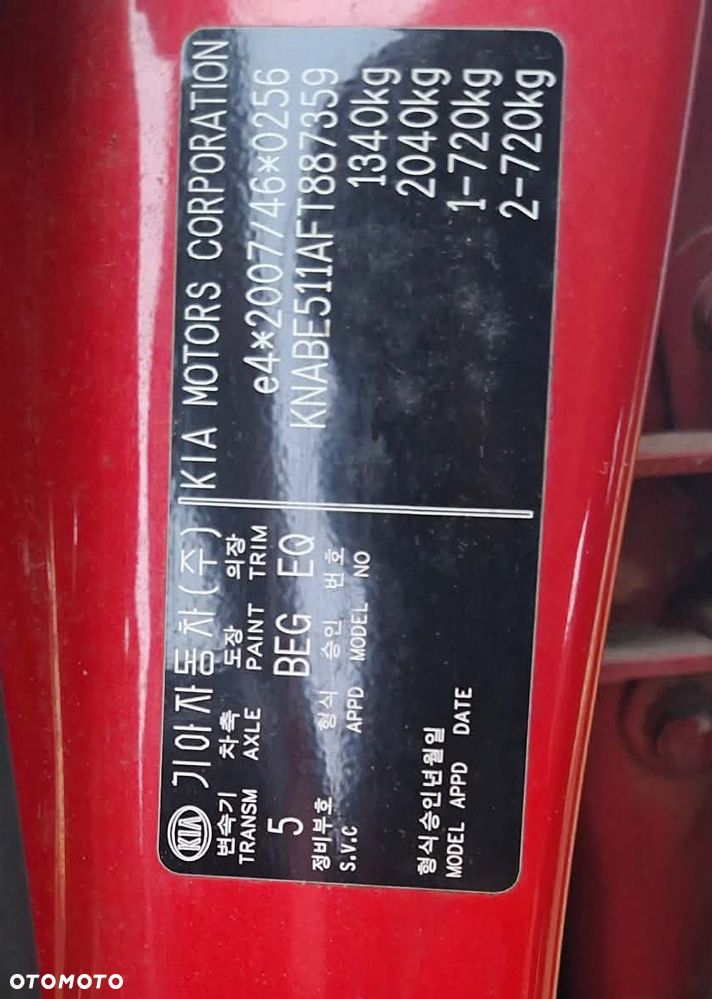 KIA 기아자동차(주) KIA MOTORS CORPORATION
변속기 차축 도장 의장
TRANSM AXLE PAINT TRIM
5 BEG EQ
e4*2007/46*0256
KNABE511AFT887359
정비부호 형식 승인 번호
S.V.C APPD MODEL NO
1340kg
2040kg
1-720kg
2-720kg
형식승인년월일
MODEL APPD DATE
OTOMOTO